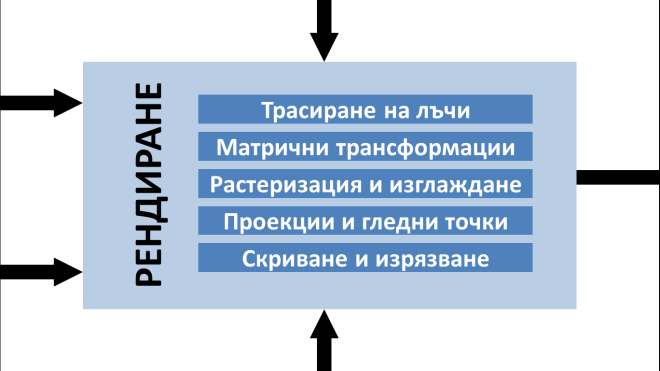 РЕНДИРАНЕ
Трасиране на лъчи
Матрични трансформации
Растеризация и изглаждане
Проекции и гледни точки
Скриване и изрязване